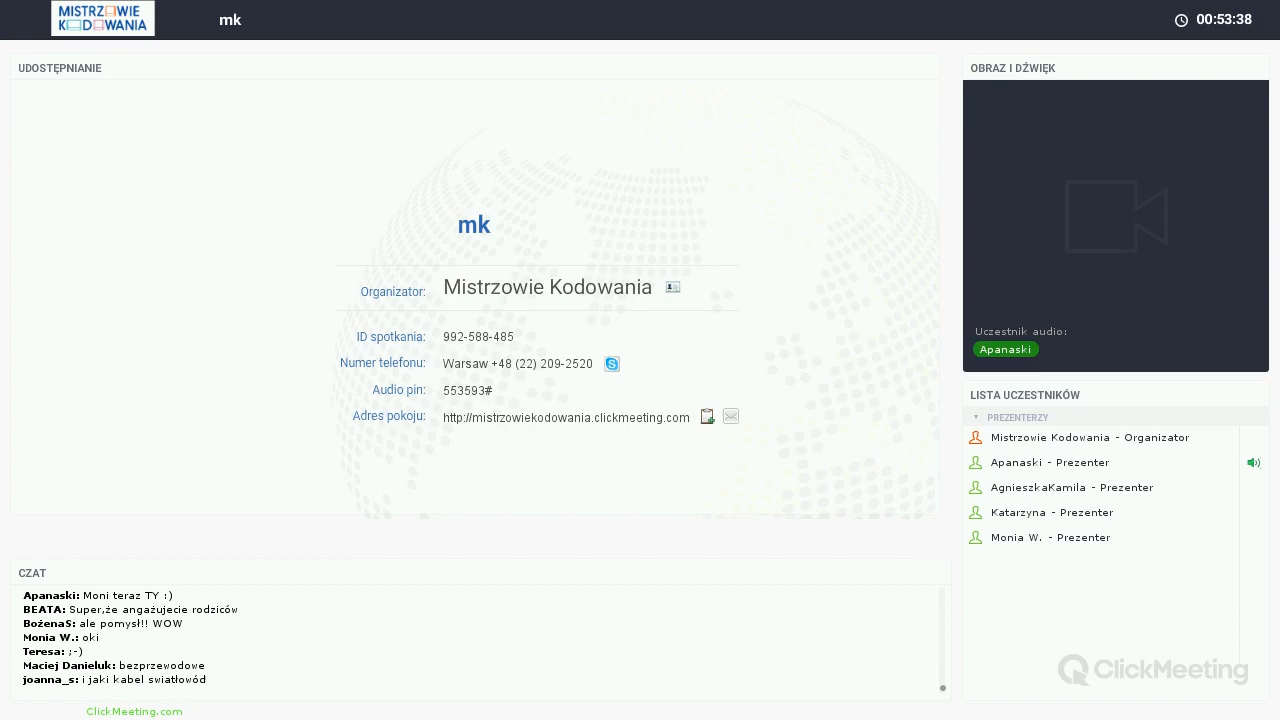 MISTRZOWIE
KODOWANIA
mk
00:53:38
UDOSTĘPNIANIE
mk
Organizator: Mistrzowie Kodowania
ID spotkania: 992-588-485
Numer telefonu: Warsaw +48 (22) 209-2520
Audio pin: 553593#
Adres pokoju: http://mistrzowiekodowania.clickmeeting.com
OBRAZ I DŹWIĘK
Uczestnik audio:
Apanaski
LISTA UCZESTNIKÓW
PREZENTERZY
Mistrzowie Kodowania - Organizator
Apanaski - Prezenter
AgnieszkaKamila - Prezenter
Katarzyna - Prezenter
Monia W. - Prezenter
ClickMeeting
CZAT
Apanaski: Moni teraz TY :)
BEATA: Super,że angażujecie rodziców
BożenaS: ale pomysł!! WOW
Monia W.: oki
Teresa: ;-)
Maciej Danieluk: bezprzewodowe
joanna_s: i jaki kabel swiatłowód
ClickMeeting.com